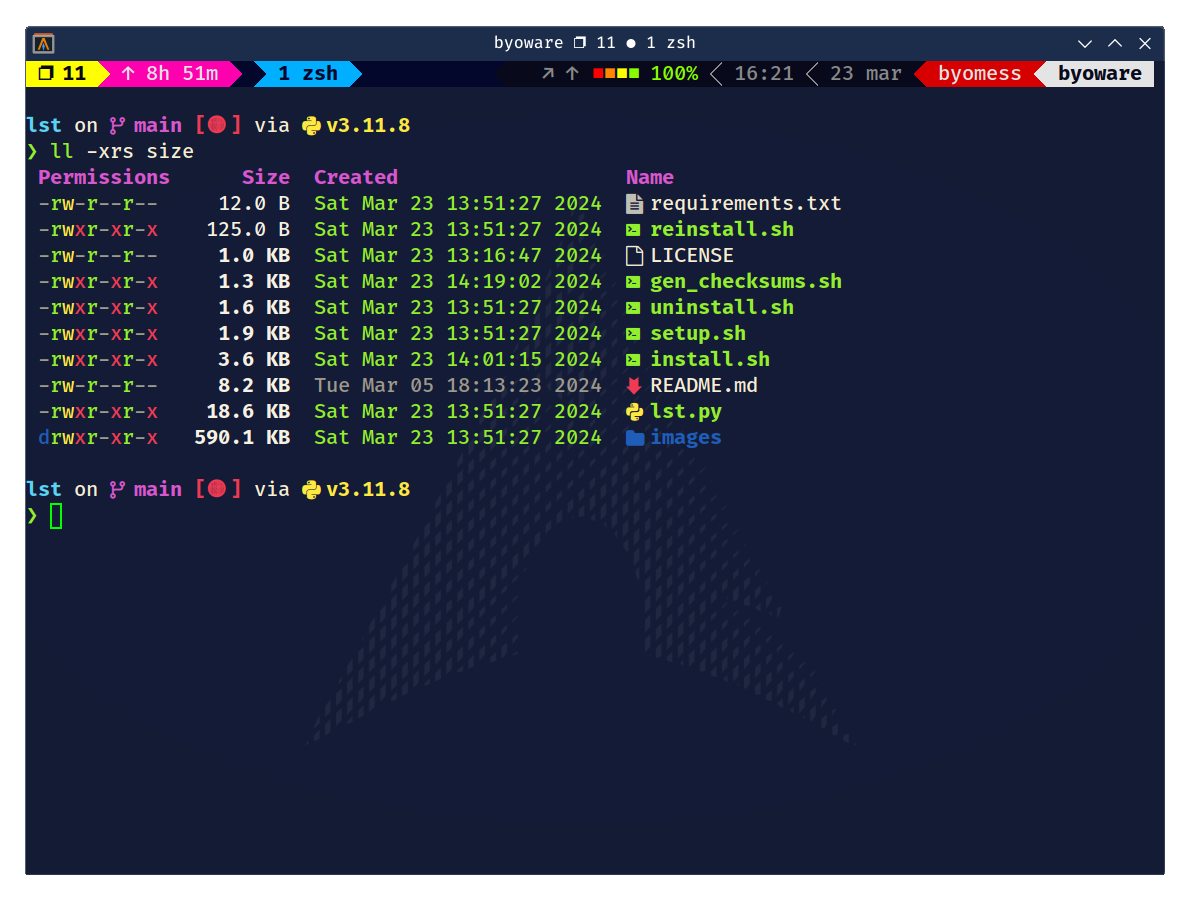 byoware 11 ● 1 zsh
11 ↑ 8h 51m 1 zsh ↗ ↑ 100% 16:21 23 mar byomess byoware
lst on main [🌐] via v3.11.8
❯ ll -xrs size
Permissions Size Created Name
-rw-r--r-- 12.0 B Sat Mar 23 13:51:27 2024 requirements.txt
-rwxr-xr-x 125.0 B Sat Mar 23 13:51:27 2024 reinstall.sh
-rw-r--r-- 1.0 KB Sat Mar 23 13:16:47 2024 LICENSE
-rwxr-xr-x 1.3 KB Sat Mar 23 14:19:02 2024 gen_checksums.sh
-rwxr-xr-x 1.6 KB Sat Mar 23 13:51:27 2024 uninstall.sh
-rwxr-xr-x 1.9 KB Sat Mar 23 13:51:27 2024 setup.sh
-rwxr-xr-x 3.6 KB Sat Mar 23 14:01:15 2024 install.sh
-rw-r--r-- 8.2 KB Tue Mar 05 18:13:23 2024 README.md
-rwxr-xr-x 18.6 KB Sat Mar 23 13:51:27 2024 lst.py
drwxr-xr-x 590.1 KB Sat Mar 23 13:51:27 2024 images
lst on main [🌐] via v3.11.8
❯